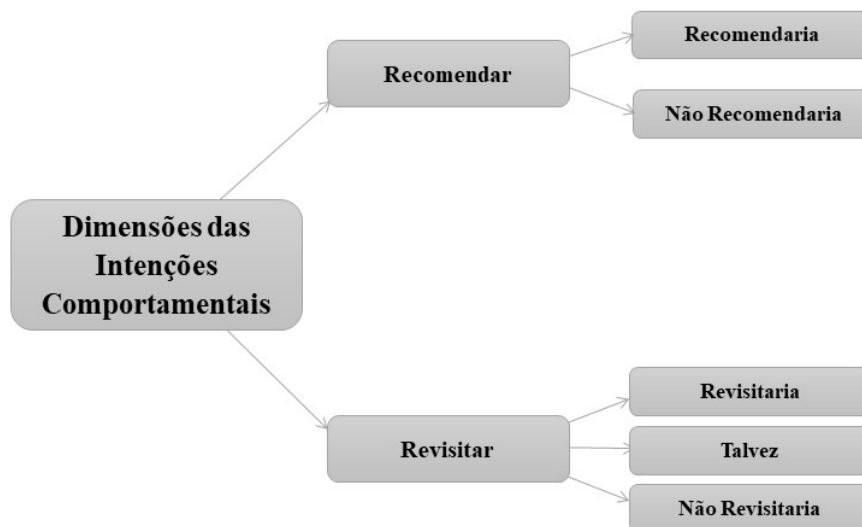 Dimensões das
Intenções
Comportamentais
Recomendar
Recomendaria
Não Recomendaria
Revisitar
Revisitaria
Talvez
Não Revisitaria